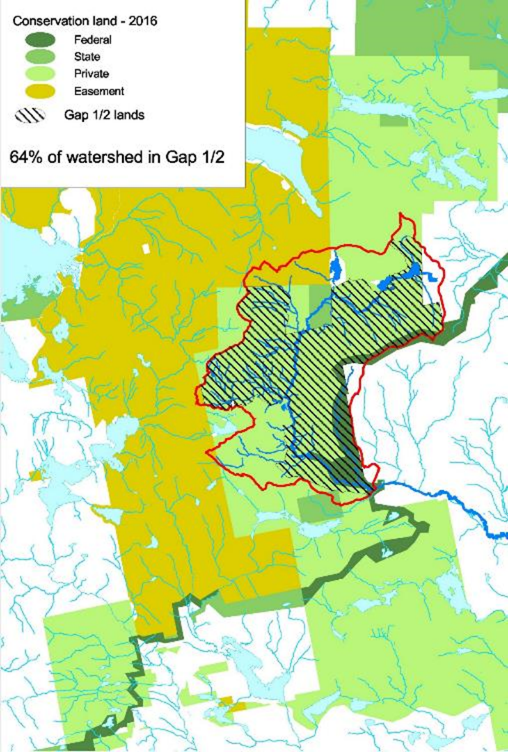 Conservation land - 2016
Federal
State
Private
Easement
Gap 1/2 lands
64% of watershed in Gap 1/2